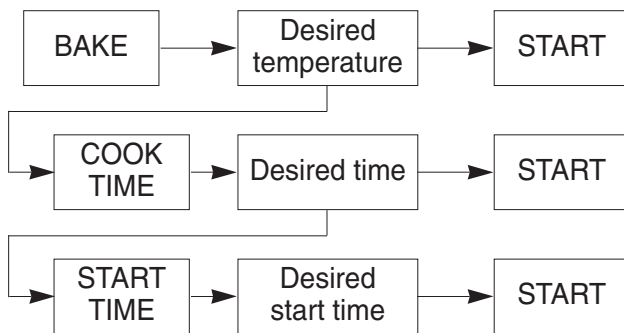 BAKE
Desired
temperature
START
COOK
TIME
Desired time
START
START
TIME
Desired
start time
START